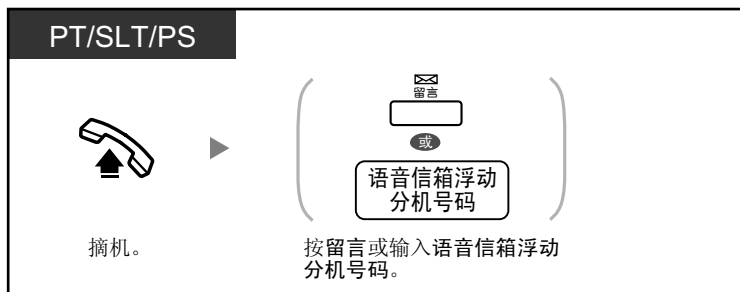 PT/SLT/PS
留言
或
语音信箱浮动
分机号码
摘机。
按留言或输入语音信箱浮动
分机号码。